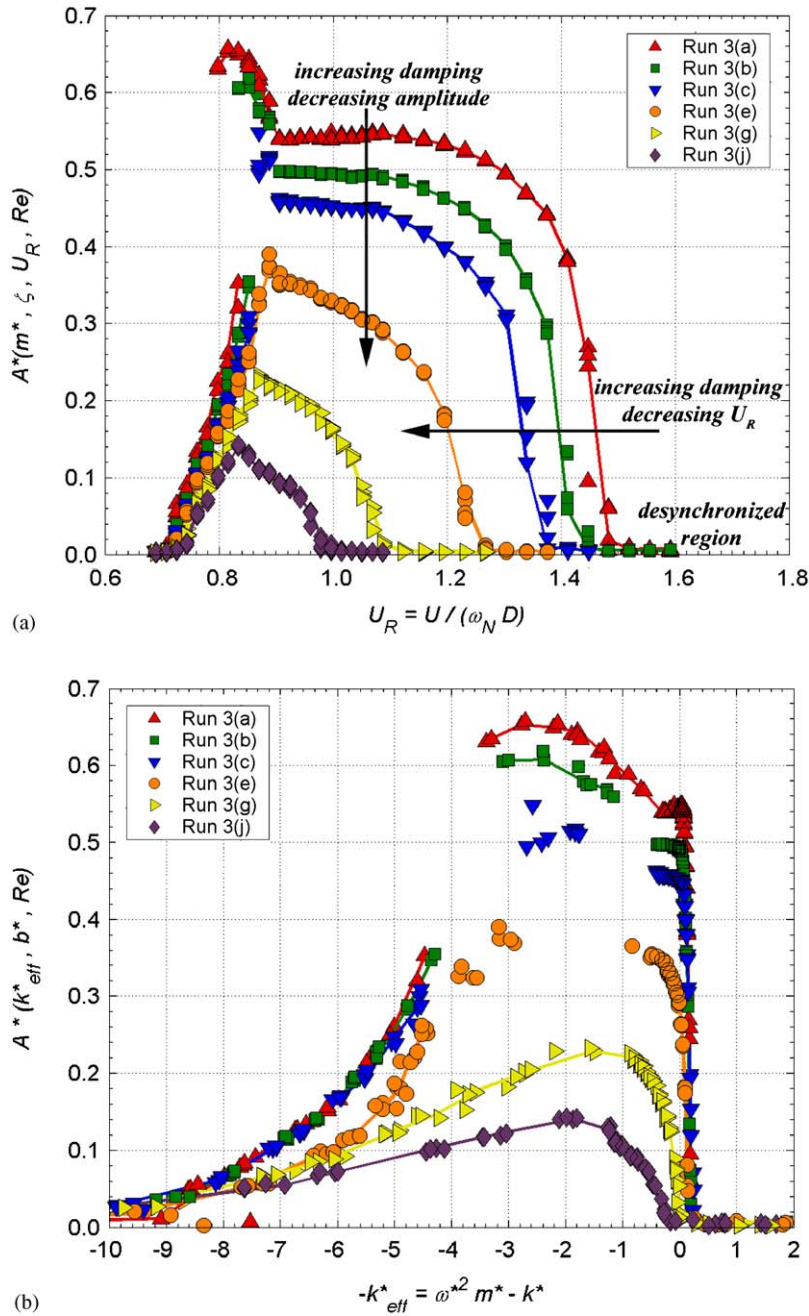 0.8
0.7
0.6
0.5
0.4
0.3
0.2
0.1
0.0
A*(m*, ζ, U_R, Re)
increasing damping
decreasing amplitude
Run 3(a)
Run 3(b)
Run 3(c)
Run 3(e)
Run 3(g)
Run 3(j)
increasing damping
decreasing U_R
desynchronized
region
0.6 0.8 1.0 1.2 1.4 1.6 1.8
(a)
U_R = U / (ω_N D)
0.7
0.6
0.5
0.4
0.3
0.2
0.1
0.0
A* (k*_eff, b*, Re)
Run 3(a)
Run 3(b)
Run 3(c)
Run 3(e)
Run 3(g)
Run 3(j)
-10 -9 -8 -7 -6 -5 -4 -3 -2 -1 0 1 2
(b)
-k*_eff = ω*² m* - k*